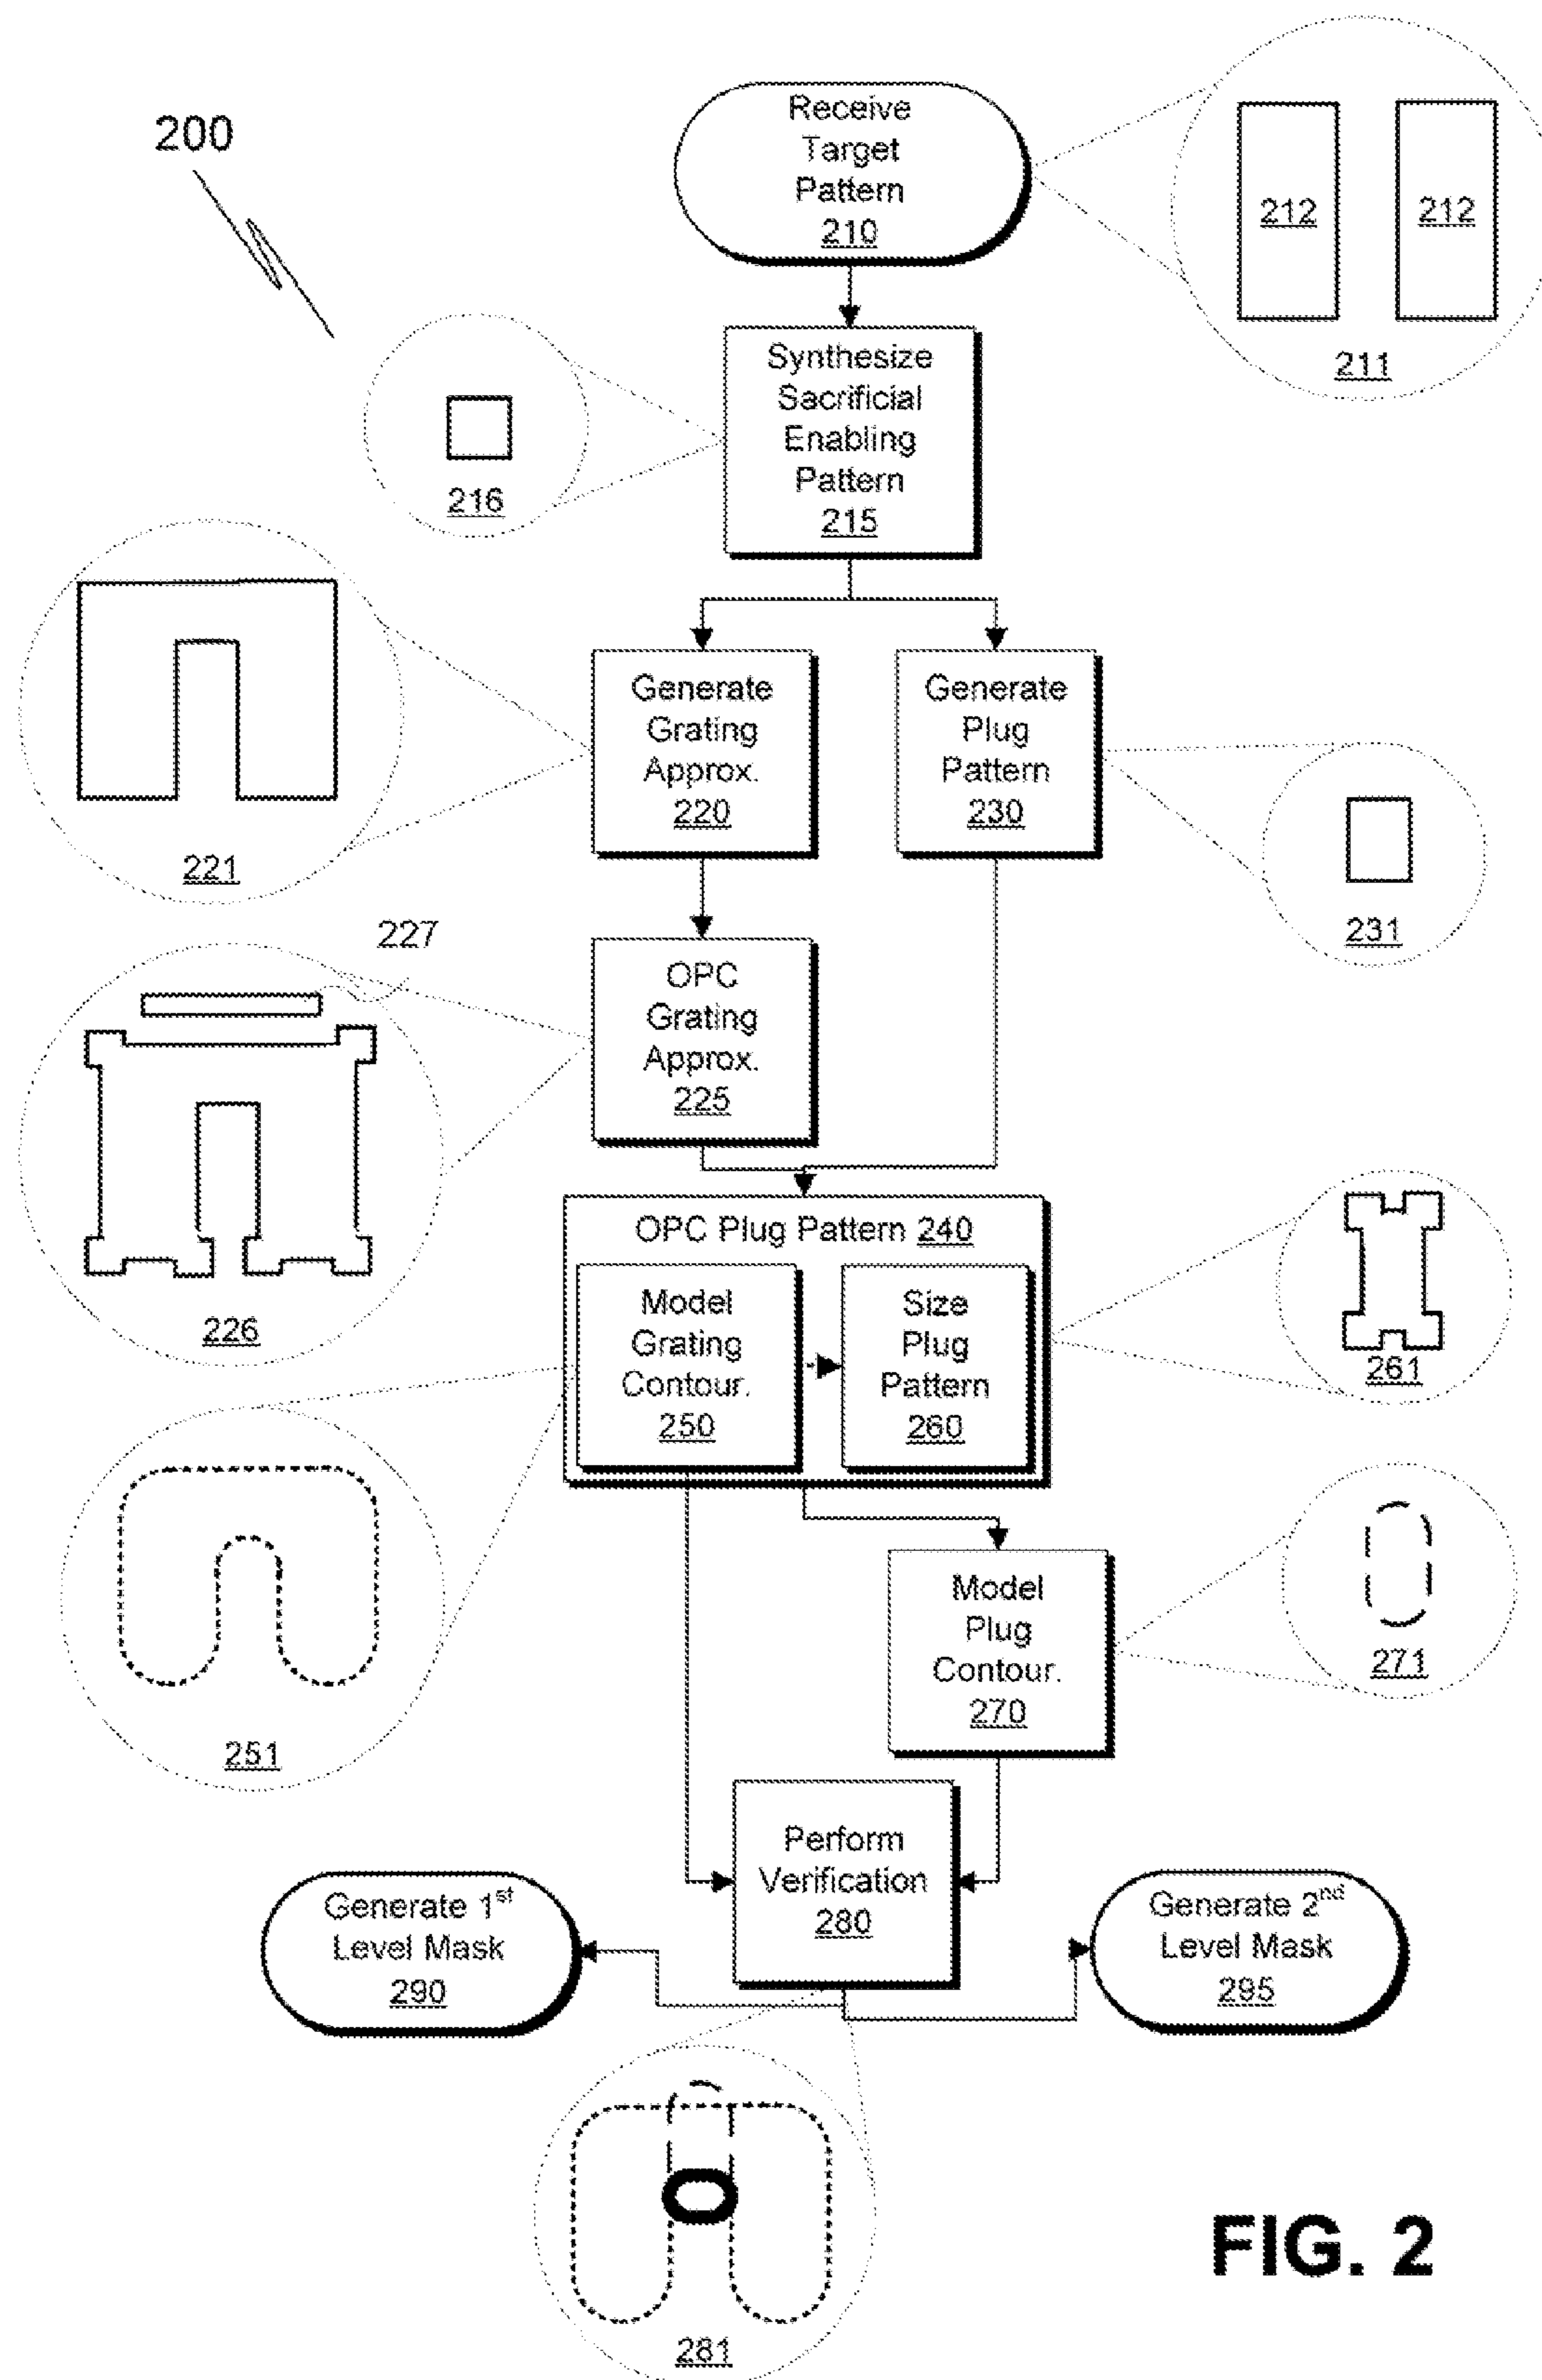 200
Receive
Target
Pattern
210
212
212
211
Synthesize
Sacrificial
Enabling
Pattern
215
216
221
Generate
Grating
Approx.
220
Generate
Plug
Pattern
230
231
227
OPC
Grating
Approx.
225
226
OPC Plug Pattern 240
Model
Grating
Contour.
250
Size
Plug
Pattern
260
261
251
Model
Plug
Contour.
270
271
Perform
Verification
280
Generate 1st
Level Mask
290
Generate 2nd
Level Mask
295
281
FIG. 2